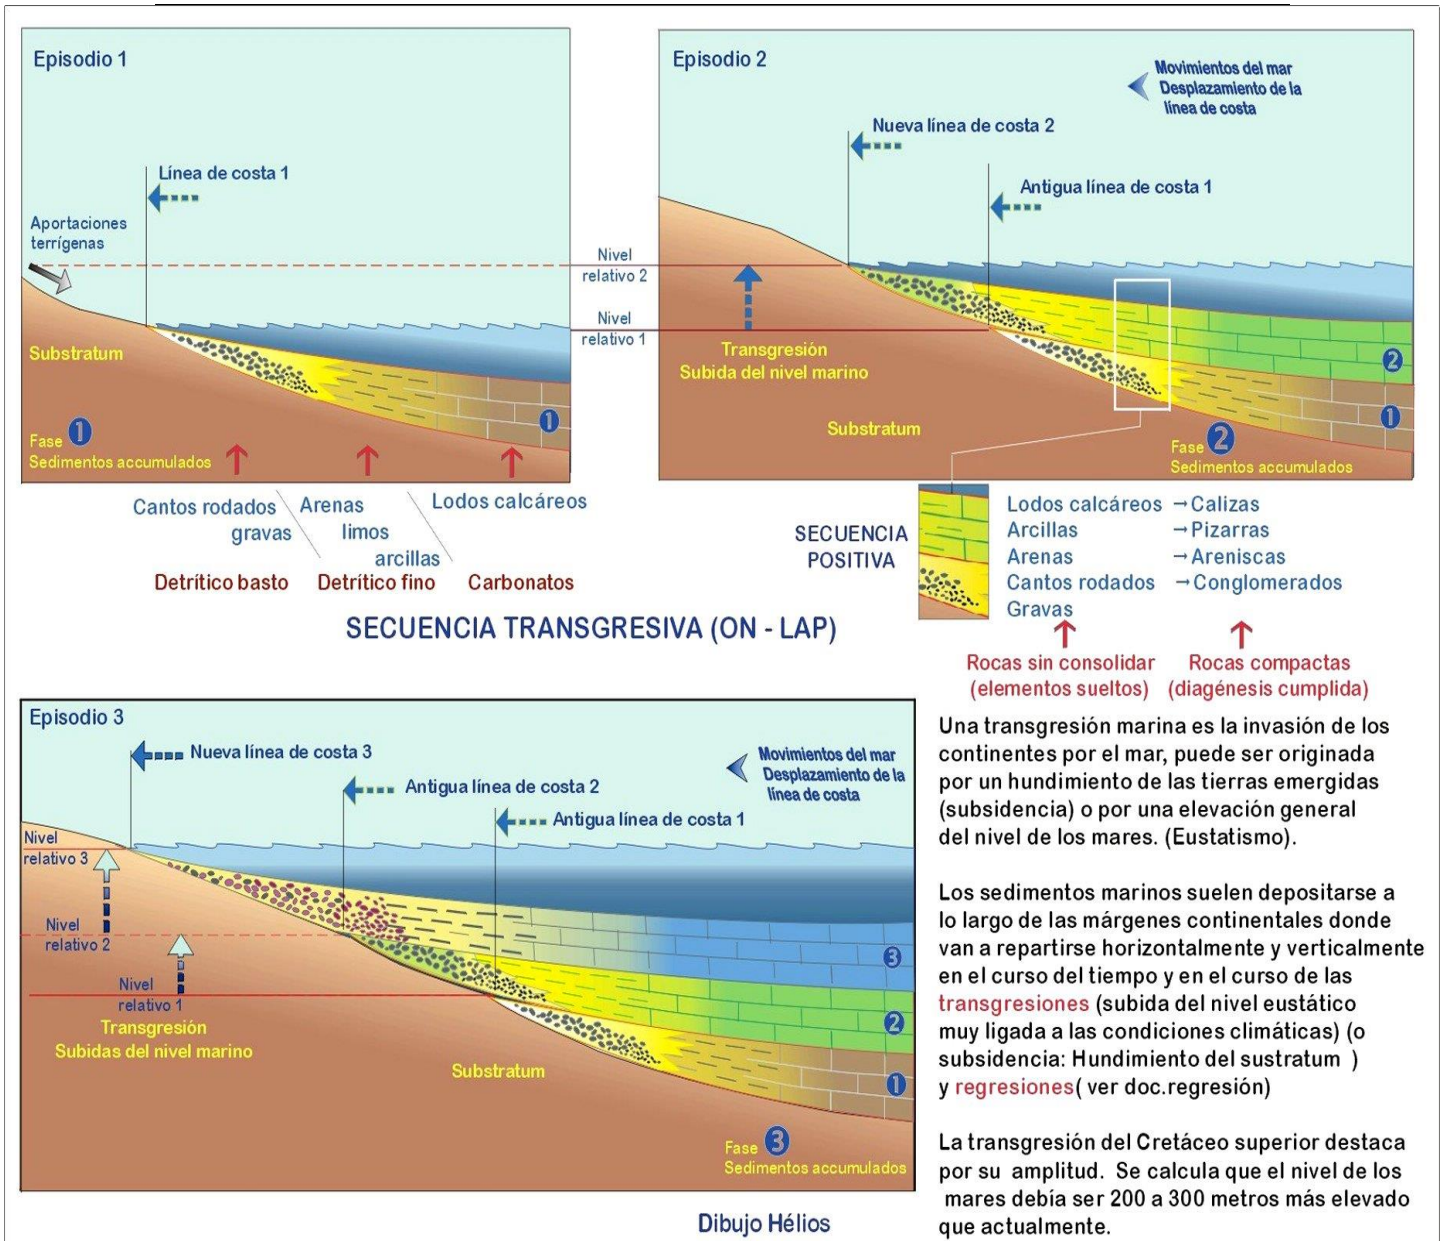 Episodio 1
Línea de costa 1
Aportaciones
terrígenas
Substratum
Fase 1
Sedimentos accumulados
1
Nivel
relativo 2
Nivel
relativo 1
Episodio 2
Movimientos del mar
Desplazamiento de la
línea de costa
Nueva línea de costa 2
Antigua línea de costa 1
Transgresión
Subida del nivel marino
Substratum
2
1
Fase 2
Sedimentos accumulados
Cantos rodados
gravas
Arenas
limos
arcillas
Lodos calcáreos
Detrítico basto
Detrítico fino
Carbonatos
SECUENCIA TRANSGRESIVA (ON - LAP)
SECUENCIA
POSITIVA
Lodos calcáreos → Calizas
Arcillas → Pizarras
Arenas → Areniscas
Cantos rodados → Conglomerados
Gravas
Rocas sin consolidar
(elementos sueltos)
Rocas compactas
(diagénesis cumplida)
Episodio 3
Nueva línea de costa 3
Movimientos del mar
Desplazamiento de la
línea de costa
Antigua línea de costa 2
Antigua línea de costa 1
Nivel
relativo 3
Nivel
relativo 2
Nivel
relativo 1
Transgresión
Subidas del nivel marino
Substratum
3
2
1
Fase 3
Sedimentos accumulados
Dibujo Hélios
Una transgresión marina es la invasión de los
continentes por el mar, puede ser originada
por un hundimiento de las tierras emergidas
(subsidencia) o por una elevación general
del nivel de los mares. (Eustatismo).
Los sedimentos marinos suelen depositarse a
lo largo de las márgenes continentales donde
van a repartirse horizontalmente y verticalmente
en el curso del tiempo y en el curso de las
transgresiones (subida del nivel eustático
muy ligada a las condiciones climáticas) (o
subsidencia: Hundimiento del sustratum )
y regresiones( ver doc.regresión)
La transgresión del Cretáceo superior destaca
por su amplitud. Se calcula que el nivel de los
mares debía ser 200 a 300 metros más elevado
que actualmente.